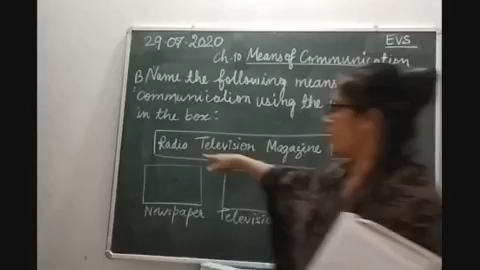 29.07.2020
EVS
Ch.10 Means of Communication
B) Name the following means
communication using the
in the box:
Radio Television Magazine
Newspaper Televisio